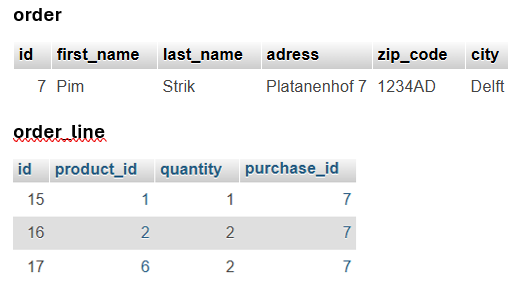 order
id first_name last_name adress zip_code city
7 Pim Strik Platanenhof 7 1234AD Delft
order_line
id product_id quantity purchase_id
15 1 1 7
16 2 2 7
17 6 2 7